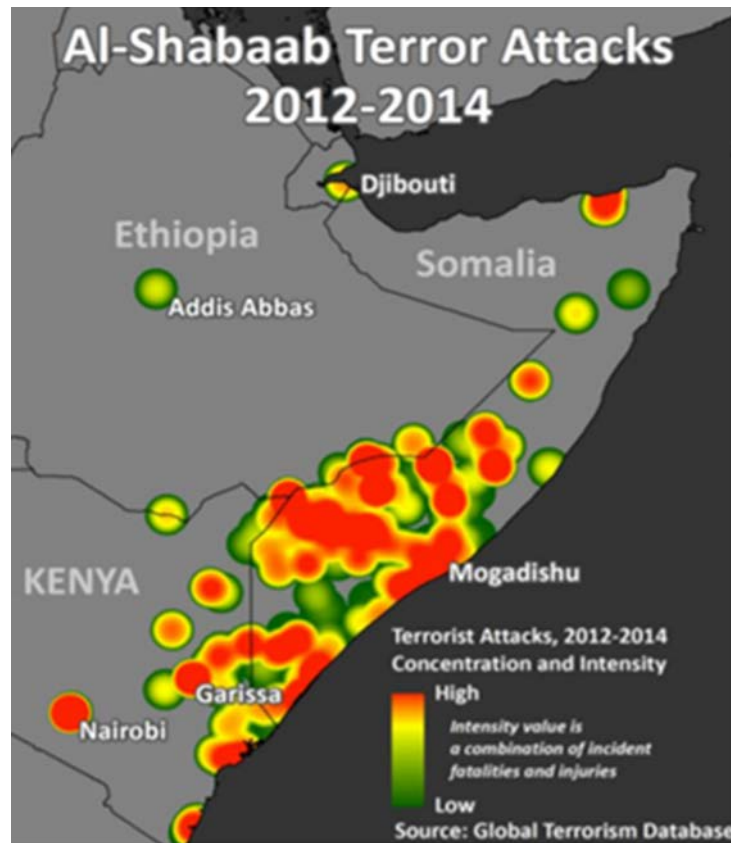 Al-Shabaab Terror Attacks
2012-2014
Djibouti
Ethiopia
Somalia
Addis Abbas
KENYA
Mogadishu
Garissa
Nairobi
Terrorist Attacks, 2012-2014
Concentration and Intensity
High
Intensity value is
a combination of incident
fatalities and injuries
Low
Source: Global Terrorism Database